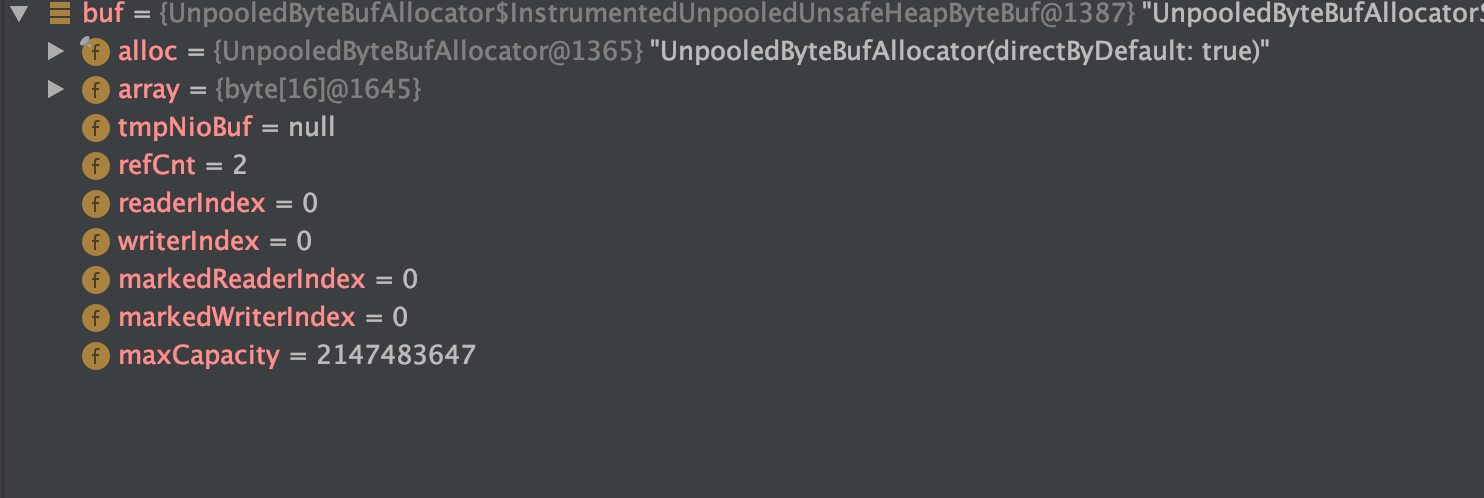 buf = {UnpooledByteBufAllocator$InstrumentedUnpooledUnsafeHeapByteBuf@1387} "UnpooledByteBufAllocator$
f alloc = {UnpooledByteBufAllocator@1365} "UnpooledByteBufAllocator(directByDefault: true)"
f array = {byte[16]@1645}
f tmpNioBuf = null
f refCnt = 2
f readerIndex = 0
f writerIndex = 0
f markedReaderIndex = 0
f markedWriterIndex = 0
f maxCapacity = 2147483647